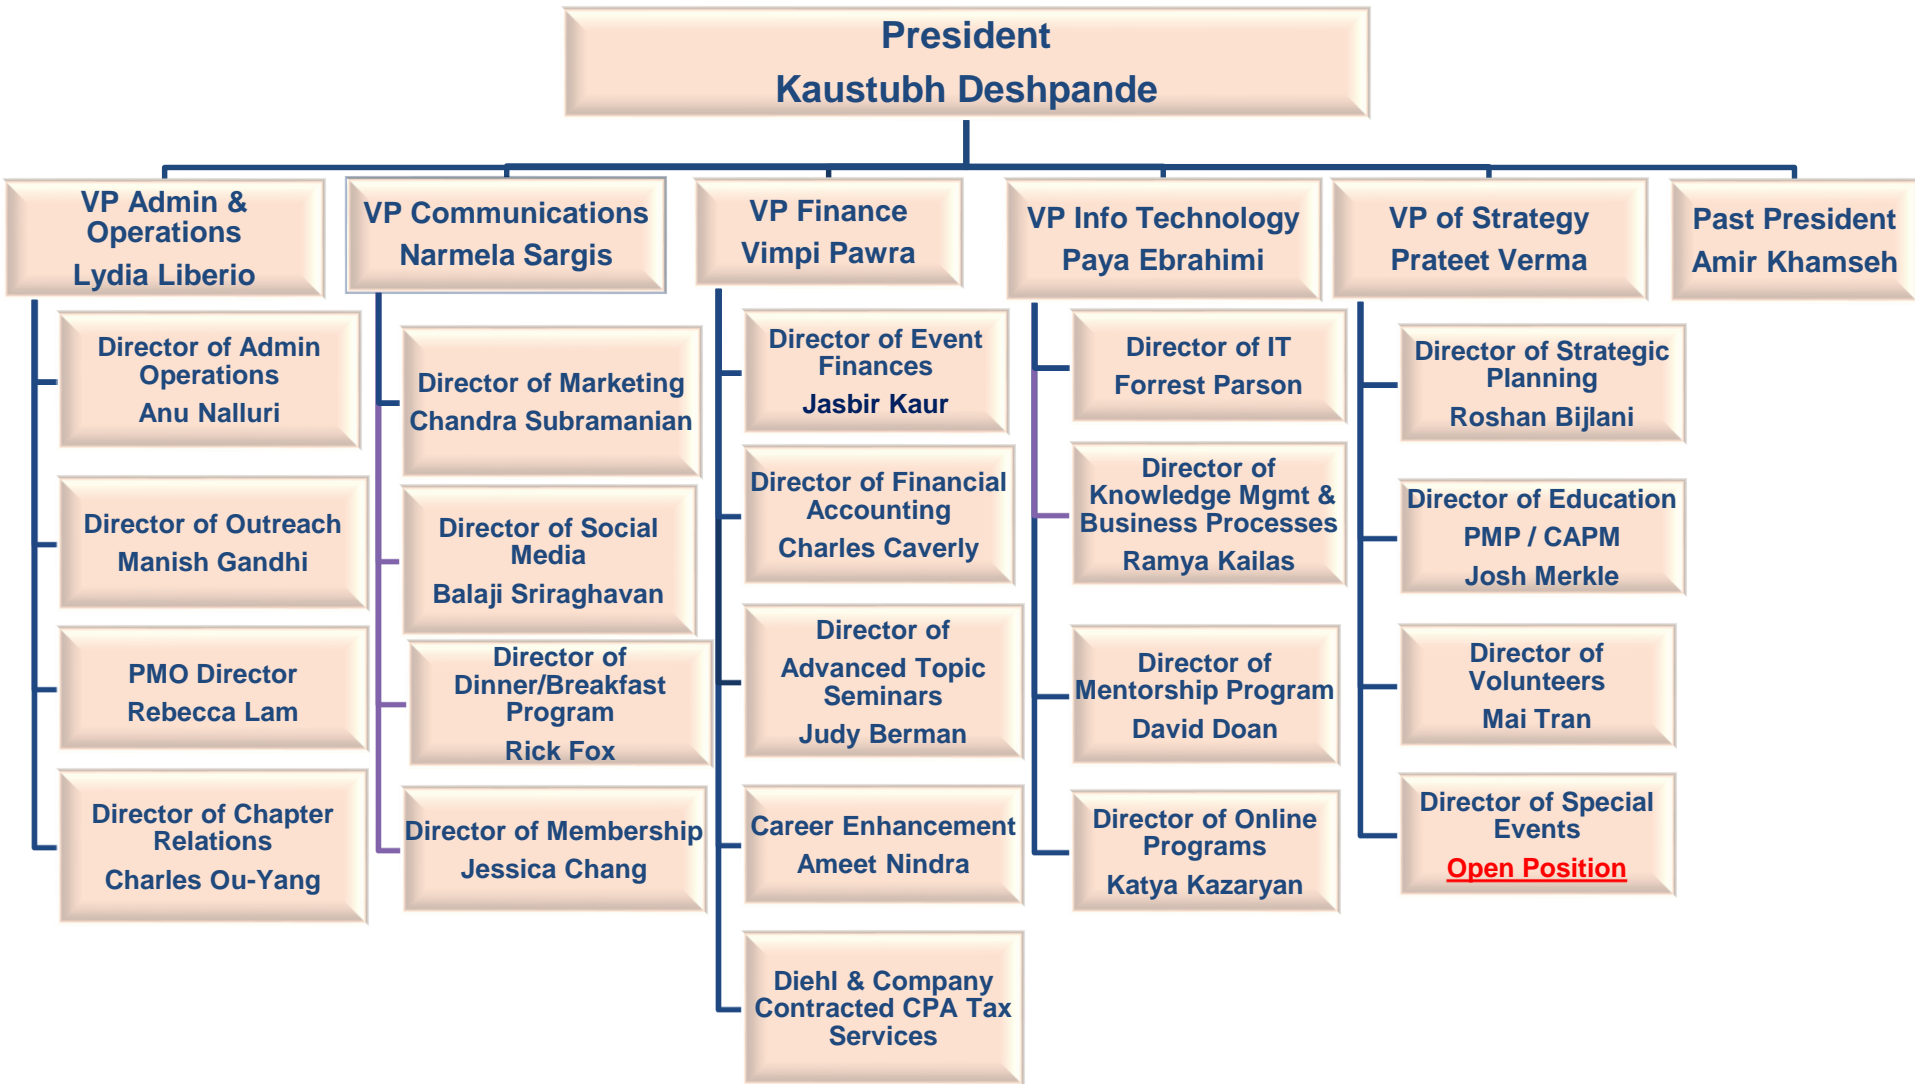 President
Kaustubh Deshpande
VP Admin &
Operations
Lydia Liberio
VP Communications
Narmela Sargis
VP Finance
Vimpi Pawra
VP Info Technology
Paya Ebrahimi
VP of Strategy
Prateet Verma
Past President
Amir Khamseh
Director of Admin
Operations
Anu Nalluri
Director of Outreach
Manish Gandhi
PMO Director
Rebecca Lam
Director of Chapter
Relations
Charles Ou-Yang
Director of Marketing
Chandra Subramanian
Director of Social
Media
Balaji Sriraghavan
Director of
Dinner/Breakfast
Program
Rick Fox
Director of Membership
Jessica Chang
Director of Event
Finances
Jasbir Kaur
Director of Financial
Accounting
Charles Caverly
Director of
Advanced Topic
Seminars
Judy Berman
Career Enhancement
Ameet Nindra
Diehl & Company
Contracted CPA Tax
Services
Director of IT
Forrest Parson
Director of
Knowledge Mgmt &
Business Processes
Ramya Kailas
Director of
Mentorship Program
David Doan
Director of Online
Programs
Katya Kazaryan
Director of Strategic
Planning
Roshan Bijlani
Director of Education
PMP / CAPM
Josh Merkle
Director of
Volunteers
Mai Tran
Director of Special
Events
Open Position